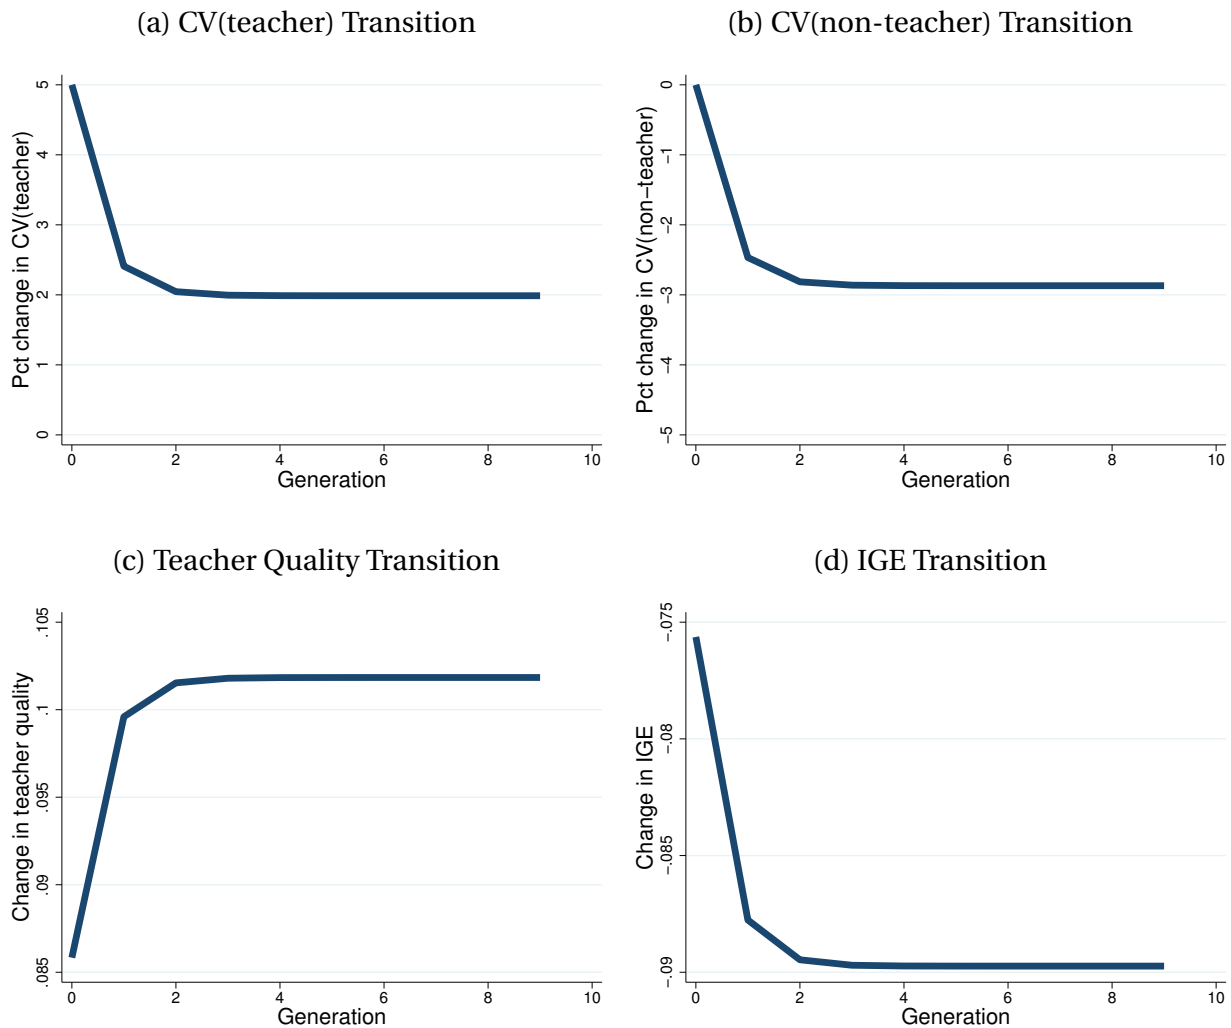 (a) CV(teacher) Transition
Pct change in CV(teacher)
5
4
3
2
1
0
0 2 4 6 8 10
Generation
(b) CV(non-teacher) Transition
Pct change in CV(non−teacher)
0
−1
−2
−3
−4
−5
0 2 4 6 8 10
Generation
(c) Teacher Quality Transition
Change in teacher quality
.105
.1
.095
.09
.085
0 2 4 6 8 10
Generation
(d) IGE Transition
Change in IGE
−.075
−.08
−.085
−.09
0 2 4 6 8 10
Generation